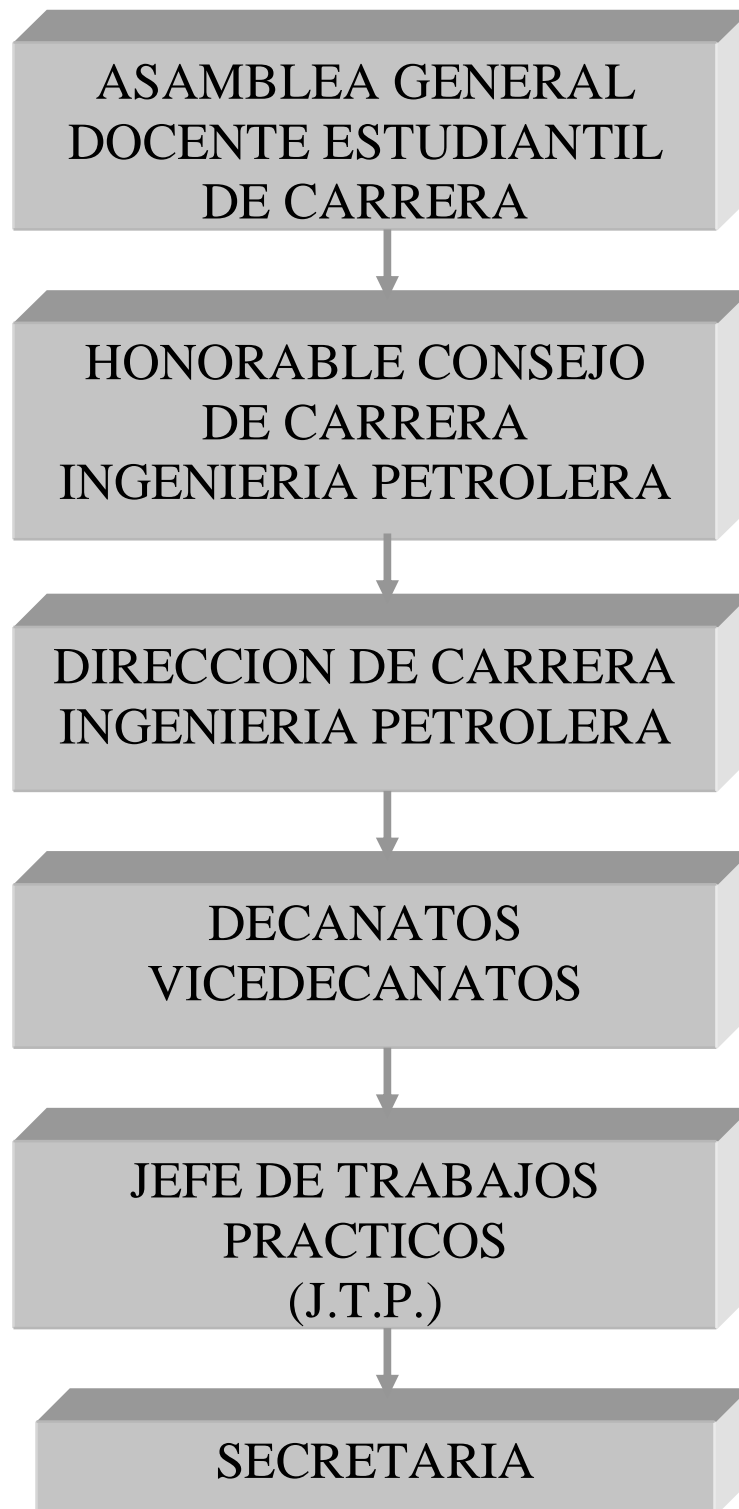 ASAMBLEA GENERAL
DOCENTE ESTUDIANTIL
DE CARRERA
HONORABLE CONSEJO
DE CARRERA
INGENIERIA PETROLERA
DIRECCION DE CARRERA
INGENIERIA PETROLERA
DECANATOS
VICEDECANATOS
JEFE DE TRABAJOS
PRACTICOS
(J.T.P.)
SECRETARIA